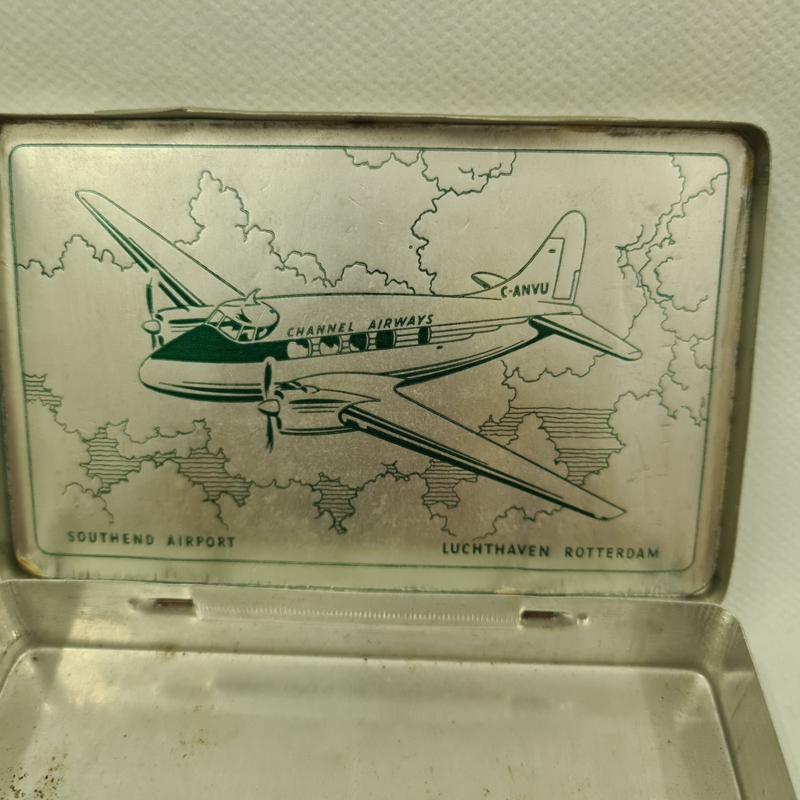 CHANNEL AIRWAYS
G-ANVU
SOUTHEND AIRPORT
LUCHTHAVEN ROTTERDAM